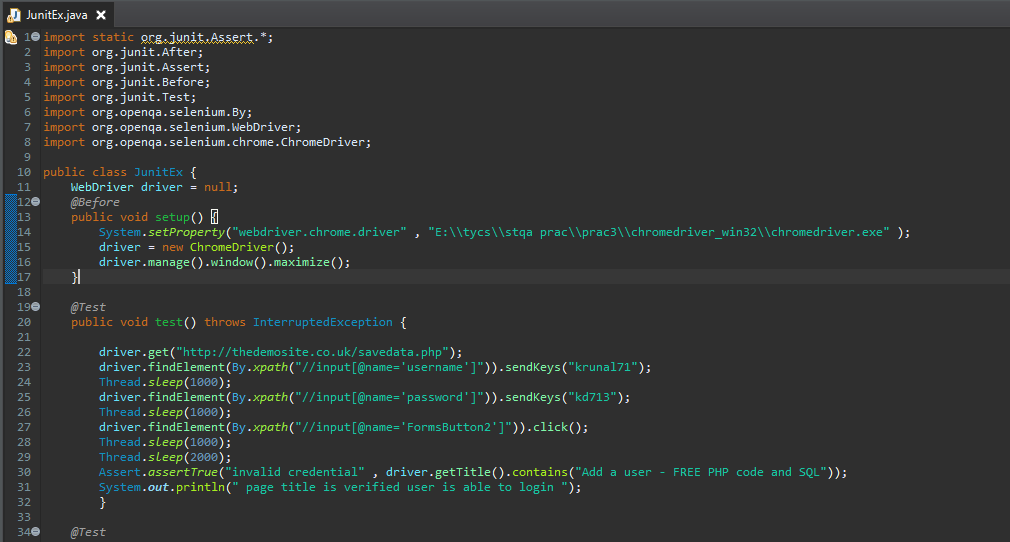 JunitEx.java
1 import static org.junit.Assert.*;
2 import org.junit.After;
3 import org.junit.Assert;
4 import org.junit.Before;
5 import org.junit.Test;
6 import org.openqa.selenium.By;
7 import org.openqa.selenium.WebDriver;
8 import org.openqa.selenium.chrome.ChromeDriver;
9
10 public class JunitEx {
11     WebDriver driver = null;
12     @Before
13     public void setup() {
14         System.setProperty("webdriver.chrome.driver" , "E:\\tycs\\stqa prac\\prac3\\chromedriver_win32\\chromedriver.exe" );
15         driver = new ChromeDriver();
16         driver.manage().window().maximize();
17     }
18
19     @Test
20     public void test() throws InterruptedException {
21
22         driver.get("http://thedemosite.co.uk/savedata.php");
23         driver.findElement(By.xpath("//input[@name='username']")).sendKeys("krunal71");
24         Thread.sleep(1000);
25         driver.findElement(By.xpath("//input[@name='password']")).sendKeys("kd713");
26         Thread.sleep(1000);
27         driver.findElement(By.xpath("//input[@name='FormsButton2']")).click();
28         Thread.sleep(1000);
29         Thread.sleep(2000);
30         Assert.assertTrue("invalid credential" , driver.getTitle().contains("Add a user - FREE PHP code and SQL"));
31         System.out.println(" page title is verified user is able to login ");
32         }
33
34     @Test